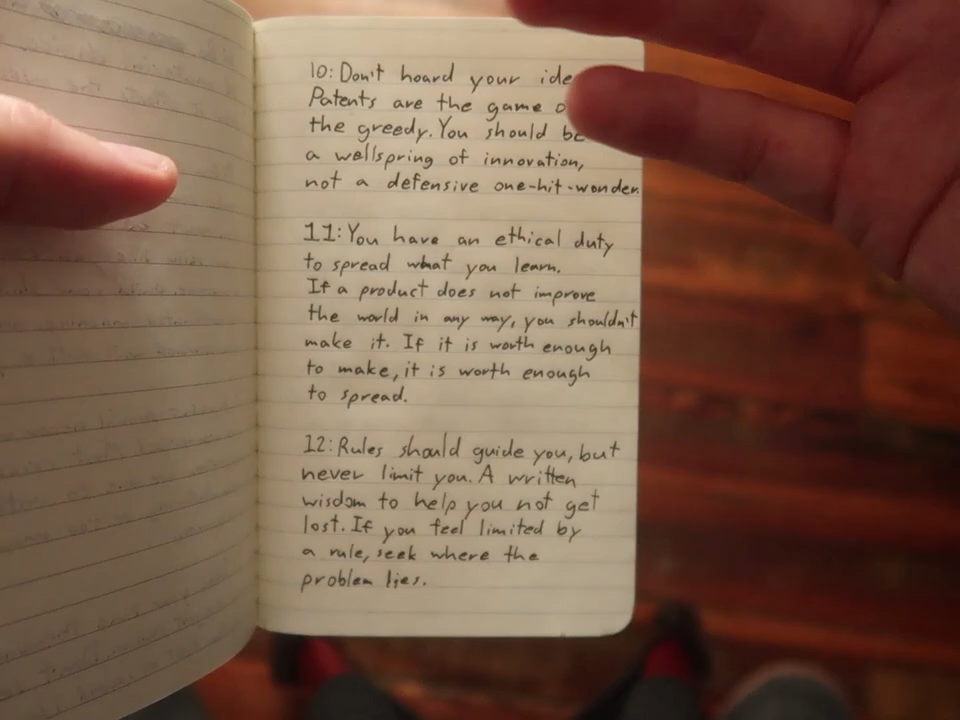 10: Don't hoard your
Patents are the game
the greedy. You should
a wellspring of innovation,
not a defensive one-hit-wonder.
11: You have an ethical duty
to spread what you learn.
If a product does not improve
the world in any way, you shouldn't
make it. If it is worth enough
to make, it is worth enough
to spread.
12: Rules should guide you, but
never limit you. A written
wisdom to help you not get
lost. If you feel limited by
a rule, seek where the
problem lies.